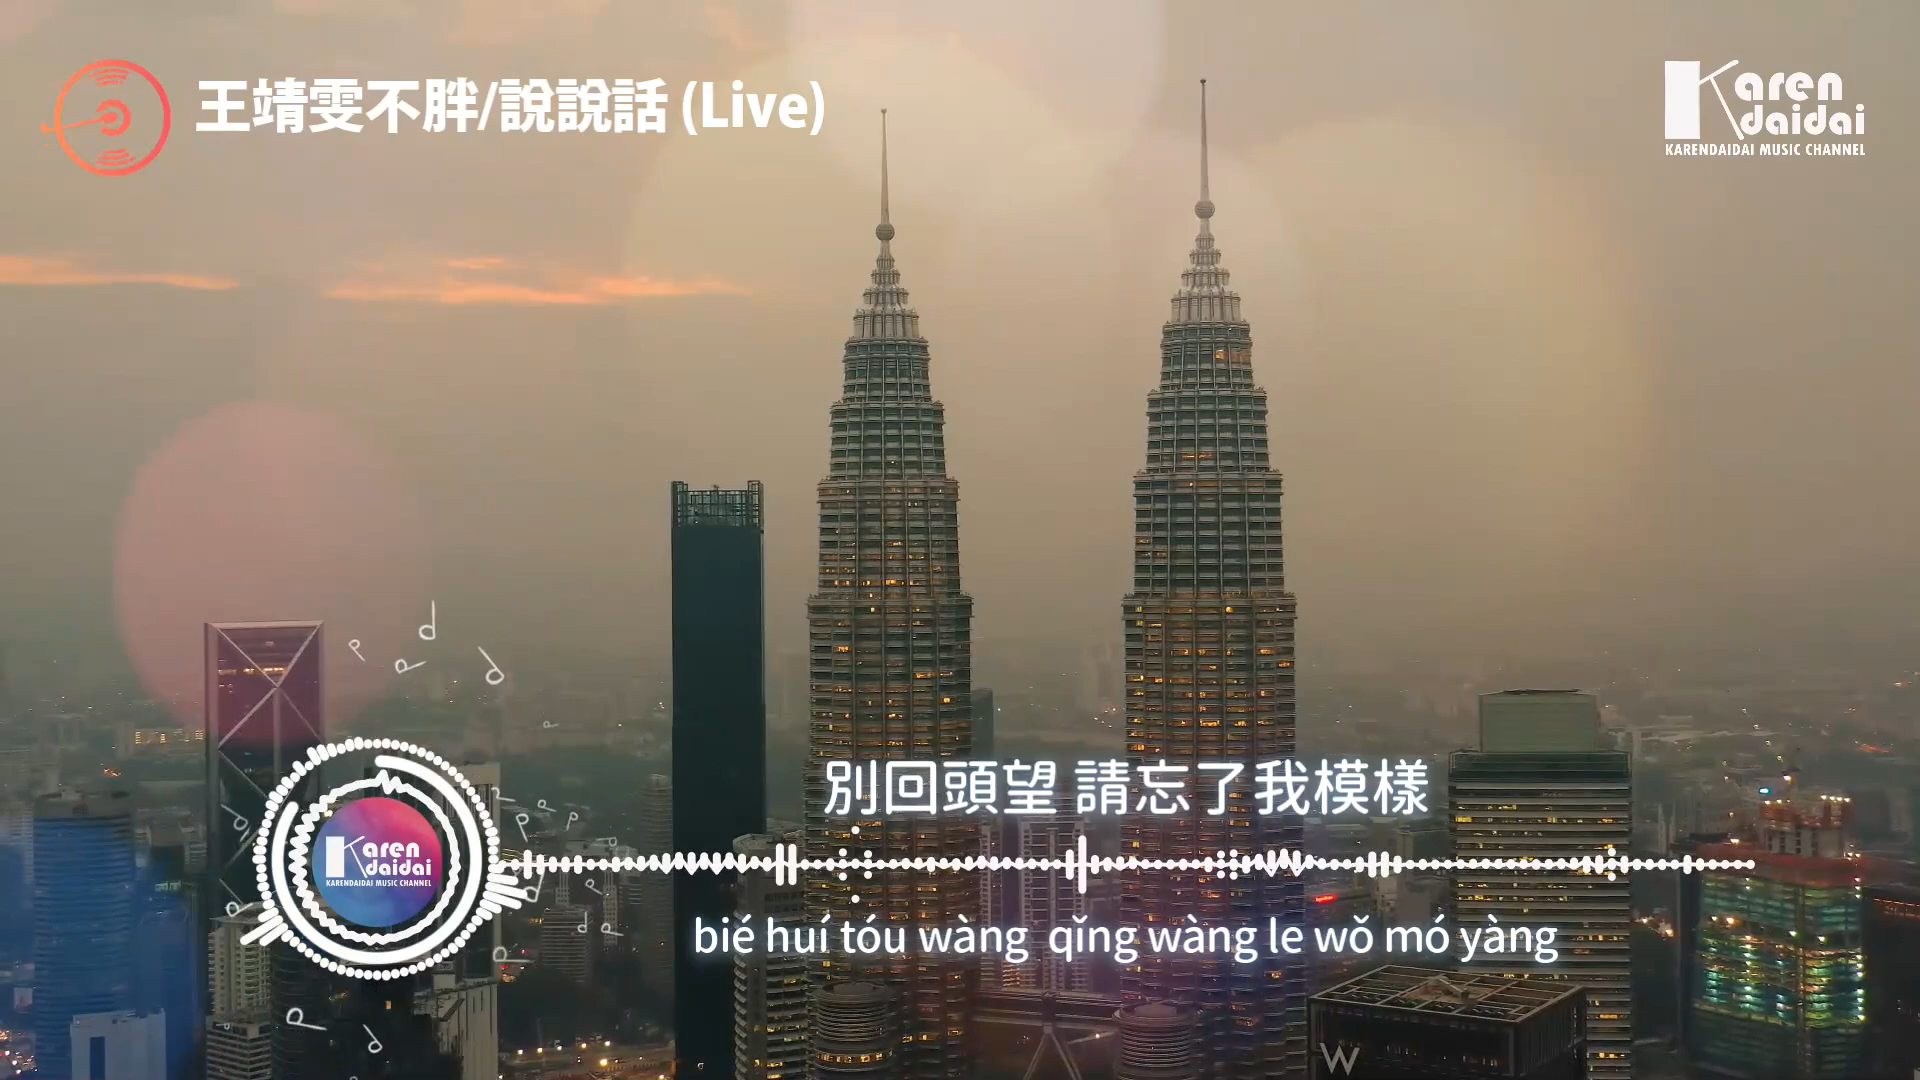 王靖雯不胖/說說話 (Live)
Karen
daidai
KARENDAIDAI MUSIC CHANNEL
別回頭望 請忘了我模樣
Karen
daidai
KARENDAIDAI MUSIC CHANNEL
bié huí tóu wàng qǐng wàng le wǒ mó yàng
W